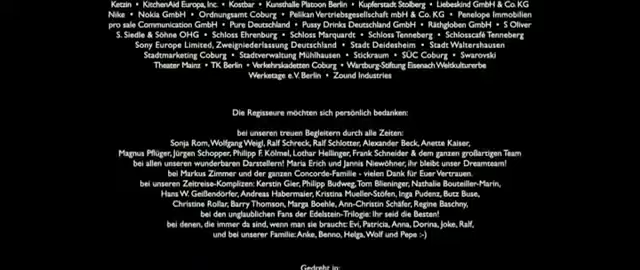 Ketzin • KitchenAid Europa, Inc. • Kostbar • Kunsthalle Platoon Berlin • Kupferstadt Stolberg • Liebeskind GmbH & Co. KG
Nike • Nokia GmbH • Ordnungsamt Coburg • Pelikan Vertriebsgesellschaft mbH & Co. KG • Penelope Immobilien
pro sale Communication GmbH • Pure Deutschland • Pussy Drinks Deutschland GmbH • Räthgloben GmbH • S Oliver
S. Siedle & Söhne OHG • Schloss Ehrenburg • Schloss Marquardt • Schloss Tenneberg • Schlosscafé Tenneberg
Sony Europe Limited, Zweigniederlassung Deutschland • Stadt Deidesheim • Stadt Waltershausen
Stadtmarketing Coburg • Stadtverwaltung Mühlhausen • Stickraum • SÜC Coburg • Swarovski
Theater Mainz • TK Berlin • Verkehrskadetten Coburg • Wartburg-Stiftung Eisenach Weltkulturerbe
Werketage e.V. Berlin • Zound Industries
Die Regisseure möchten sich persönlich bedanken:
bei unseren treuen Begleitern durch alle Zeiten:
Sonja Rom, Wolfgang Weigl, Ralf Schreck, Ralf Schlotter, Alexander Beck, Anette Kaiser,
Magnus Pflüger, Jürgen Schopper, Philipp F. Kölmel, Lothar Hellinger, Frank Schneider & dem ganzen großartigen Team
bei allen unseren wunderbaren Darstellern! Maria Erich und Jannis Niewöhner, ihr bleibt unser Dreamteam!
bei Markus Zimmer und der ganzen Concorde-Familie - vielen Dank für Euer Vertrauen.
bei unseren Zeitreise-Komplizen: Kerstin Gier, Philipp Budweg, Tom Blieninger, Nathalie Bouteiller-Marin,
Hans W. Geißendörfer, Andreas Habermaier, Kristina Mueller-Stöfen, Inga Pudenz, Butz Buse,
Christine Rollar, Barry Thomson, Marga Boehle, Ann-Christin Schäfer, Regine Baschny,
bei den unglaublichen Fans der Edelstein-Trilogie: Ihr seid die Besten!
bei denen, die immer da sind, wenn man sie braucht: Evi, Patricia, Anna, Dorina, Joke, Ralf,
und bei unserer Familie: Anke, Benno, Helga, Wolf und Pepe :-)
Gedreht in: